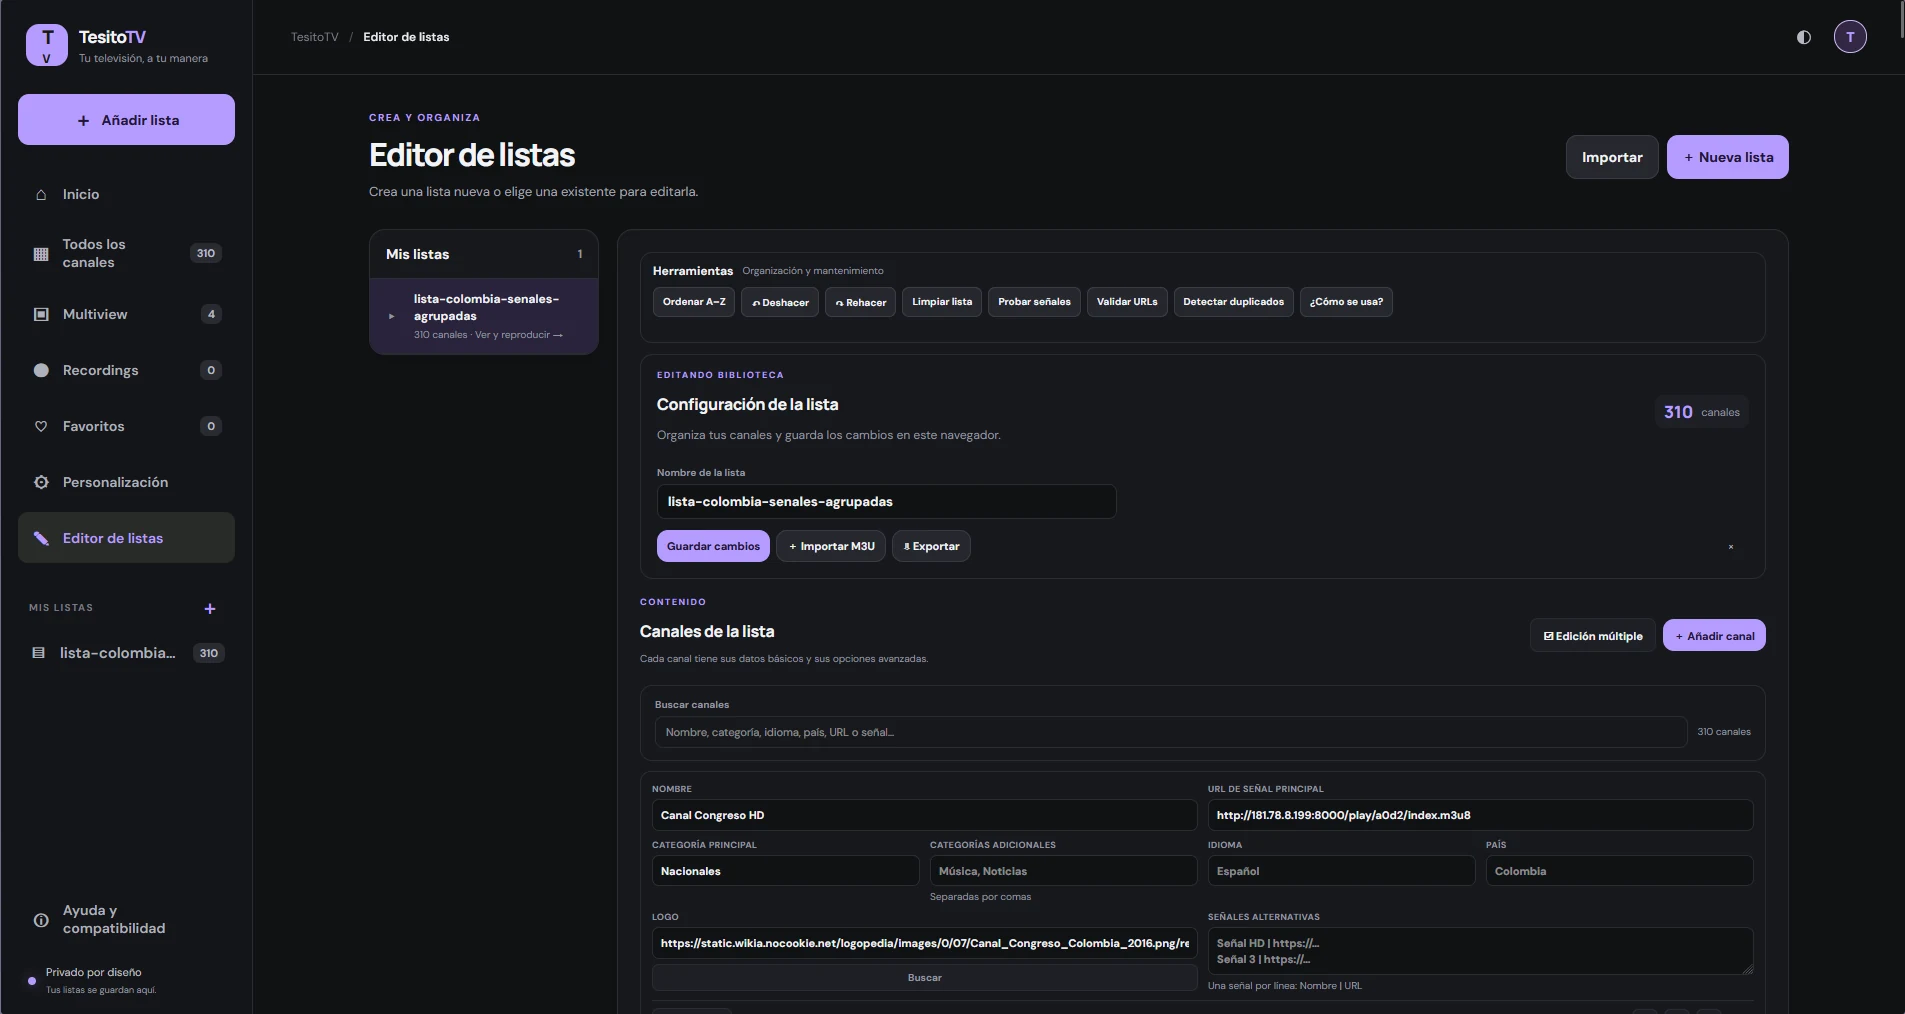 T
V
TesitoTV
Tu televisión, a tu manera
+ Añadir lista
Inicio
Todos los
canales
310
Multiview
4
Recordings
0
Favoritos
0
Personalización
Editor de listas
MIS LISTAS
+
lista-colombia...
310
Ayuda y
compatibilidad
Privado por diseño
Tus listas se guardan aquí.
TesitoTV / Editor de listas
T
CREA Y ORGANIZA
Editor de listas
Crea una lista nueva o elige una existente para editarla.
Importar
+ Nueva lista
Mis listas
1
lista-colombia-senales-
agrupadas
310 canales · Ver y reproducir →
Herramientas Organización y mantenimiento
Ordenar A–Z
↶ Deshacer
↷ Rehacer
Limpiar lista
Probar señales
Validar URLs
Detectar duplicados
¿Cómo se usa?
EDITANDO BIBLIOTECA
Configuración de la lista
Organiza tus canales y guarda los cambios en este navegador.
310 canales
Nombre de la lista
lista-colombia-senales-agrupadas
Guardar cambios
+ Importar M3U
⇩ Exportar
×
CONTENIDO
Canales de la lista
Cada canal tiene sus datos básicos y sus opciones avanzadas.
☑ Edición múltiple
+ Añadir canal
Buscar canales
Nombre, categoría, idioma, país, URL o señal...
310 canales
NOMBRE
Canal Congreso HD
URL DE SEÑAL PRINCIPAL
http://181.78.8.199:8000/play/a0d2/index.m3u8
CATEGORÍA PRINCIPAL
Nacionales
CATEGORÍAS ADICIONALES
Música, Noticias
Separadas por comas
IDIOMA
Español
PAÍS
Colombia
LOGO
https://static.wikia.nocookie.net/logopedia/images/0/07/Canal_Congreso_Colombia_2016.png/re
Buscar
SEÑALES ALTERNATIVAS
Señal HD | https://...
Señal 3 | https://...
Una señal por línea: Nombre | URL